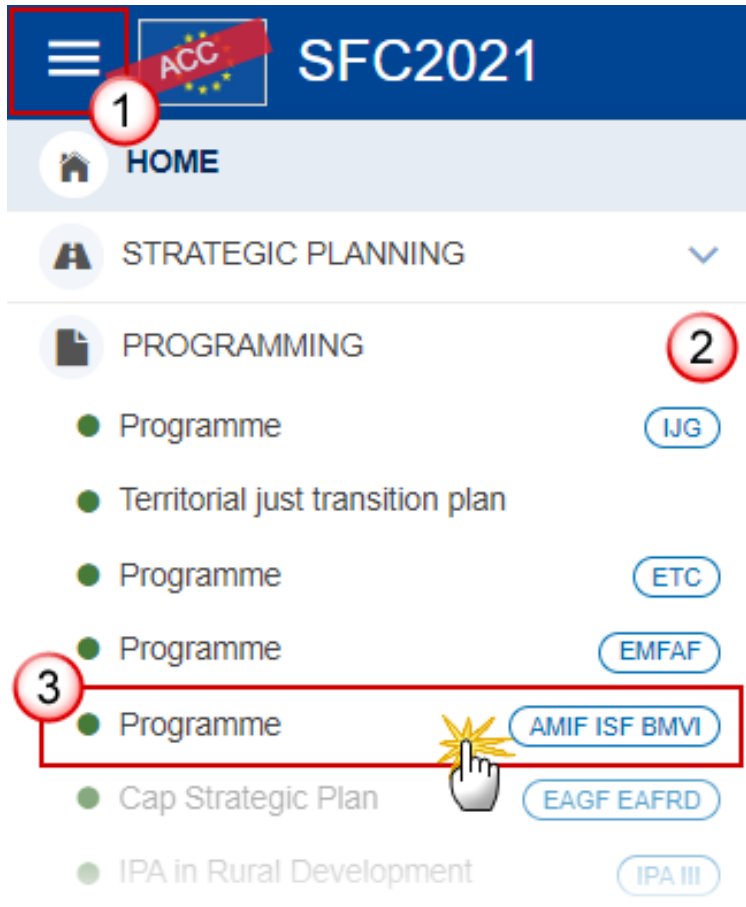 ACC SFC2021
1
HOME
STRATEGIC PLANNING
PROGRAMMING 2
Programme IJG
Territorial just transition plan
Programme ETC
Programme EMFAF
3
Programme AMIF ISF BMVI
Cap Strategic Plan EAGF EAFRD
IPA in Rural Development IPA III